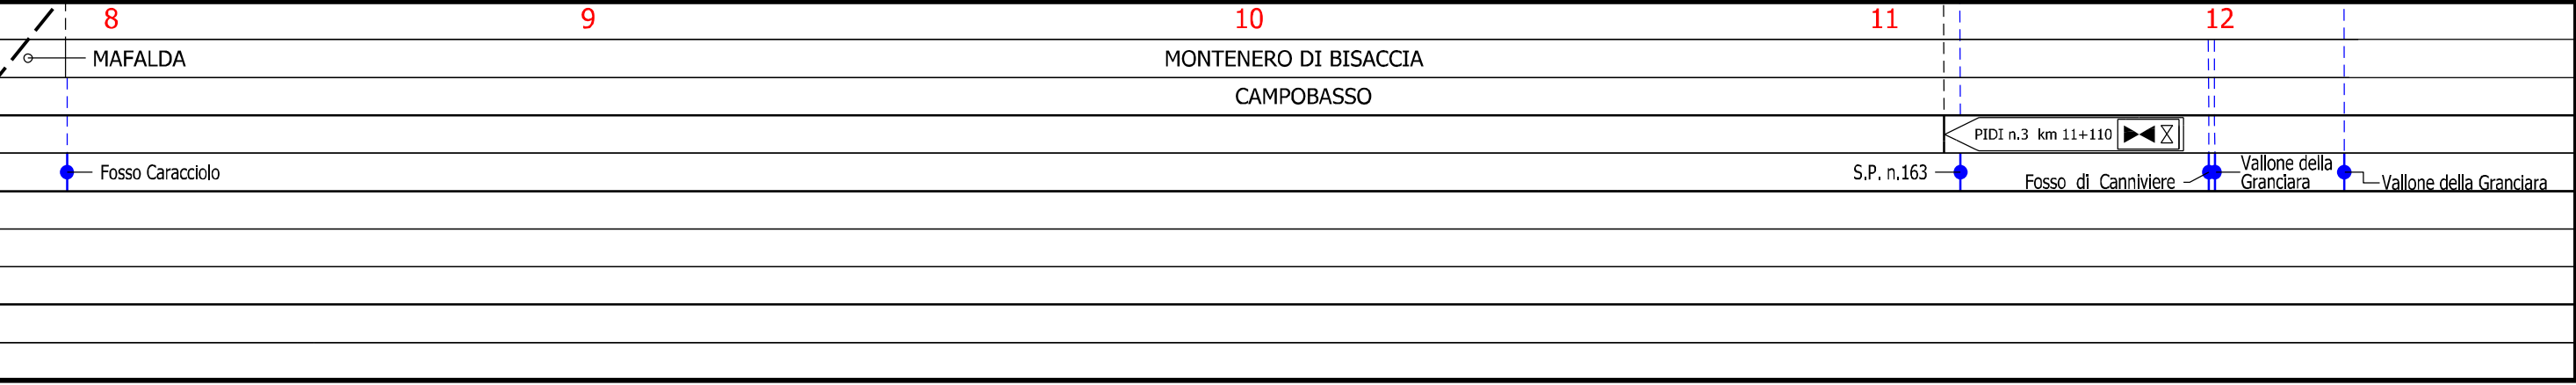 8 9 10 11 12
MAFALDA MONTENERO DI BISACCIA
CAMPOBASSO
PIDI n.3 km 11+110
Fosso Caracciolo
S.P. n.163
Fosso di Canniviere
Vallone della
Granciara
Vallone della Granciara